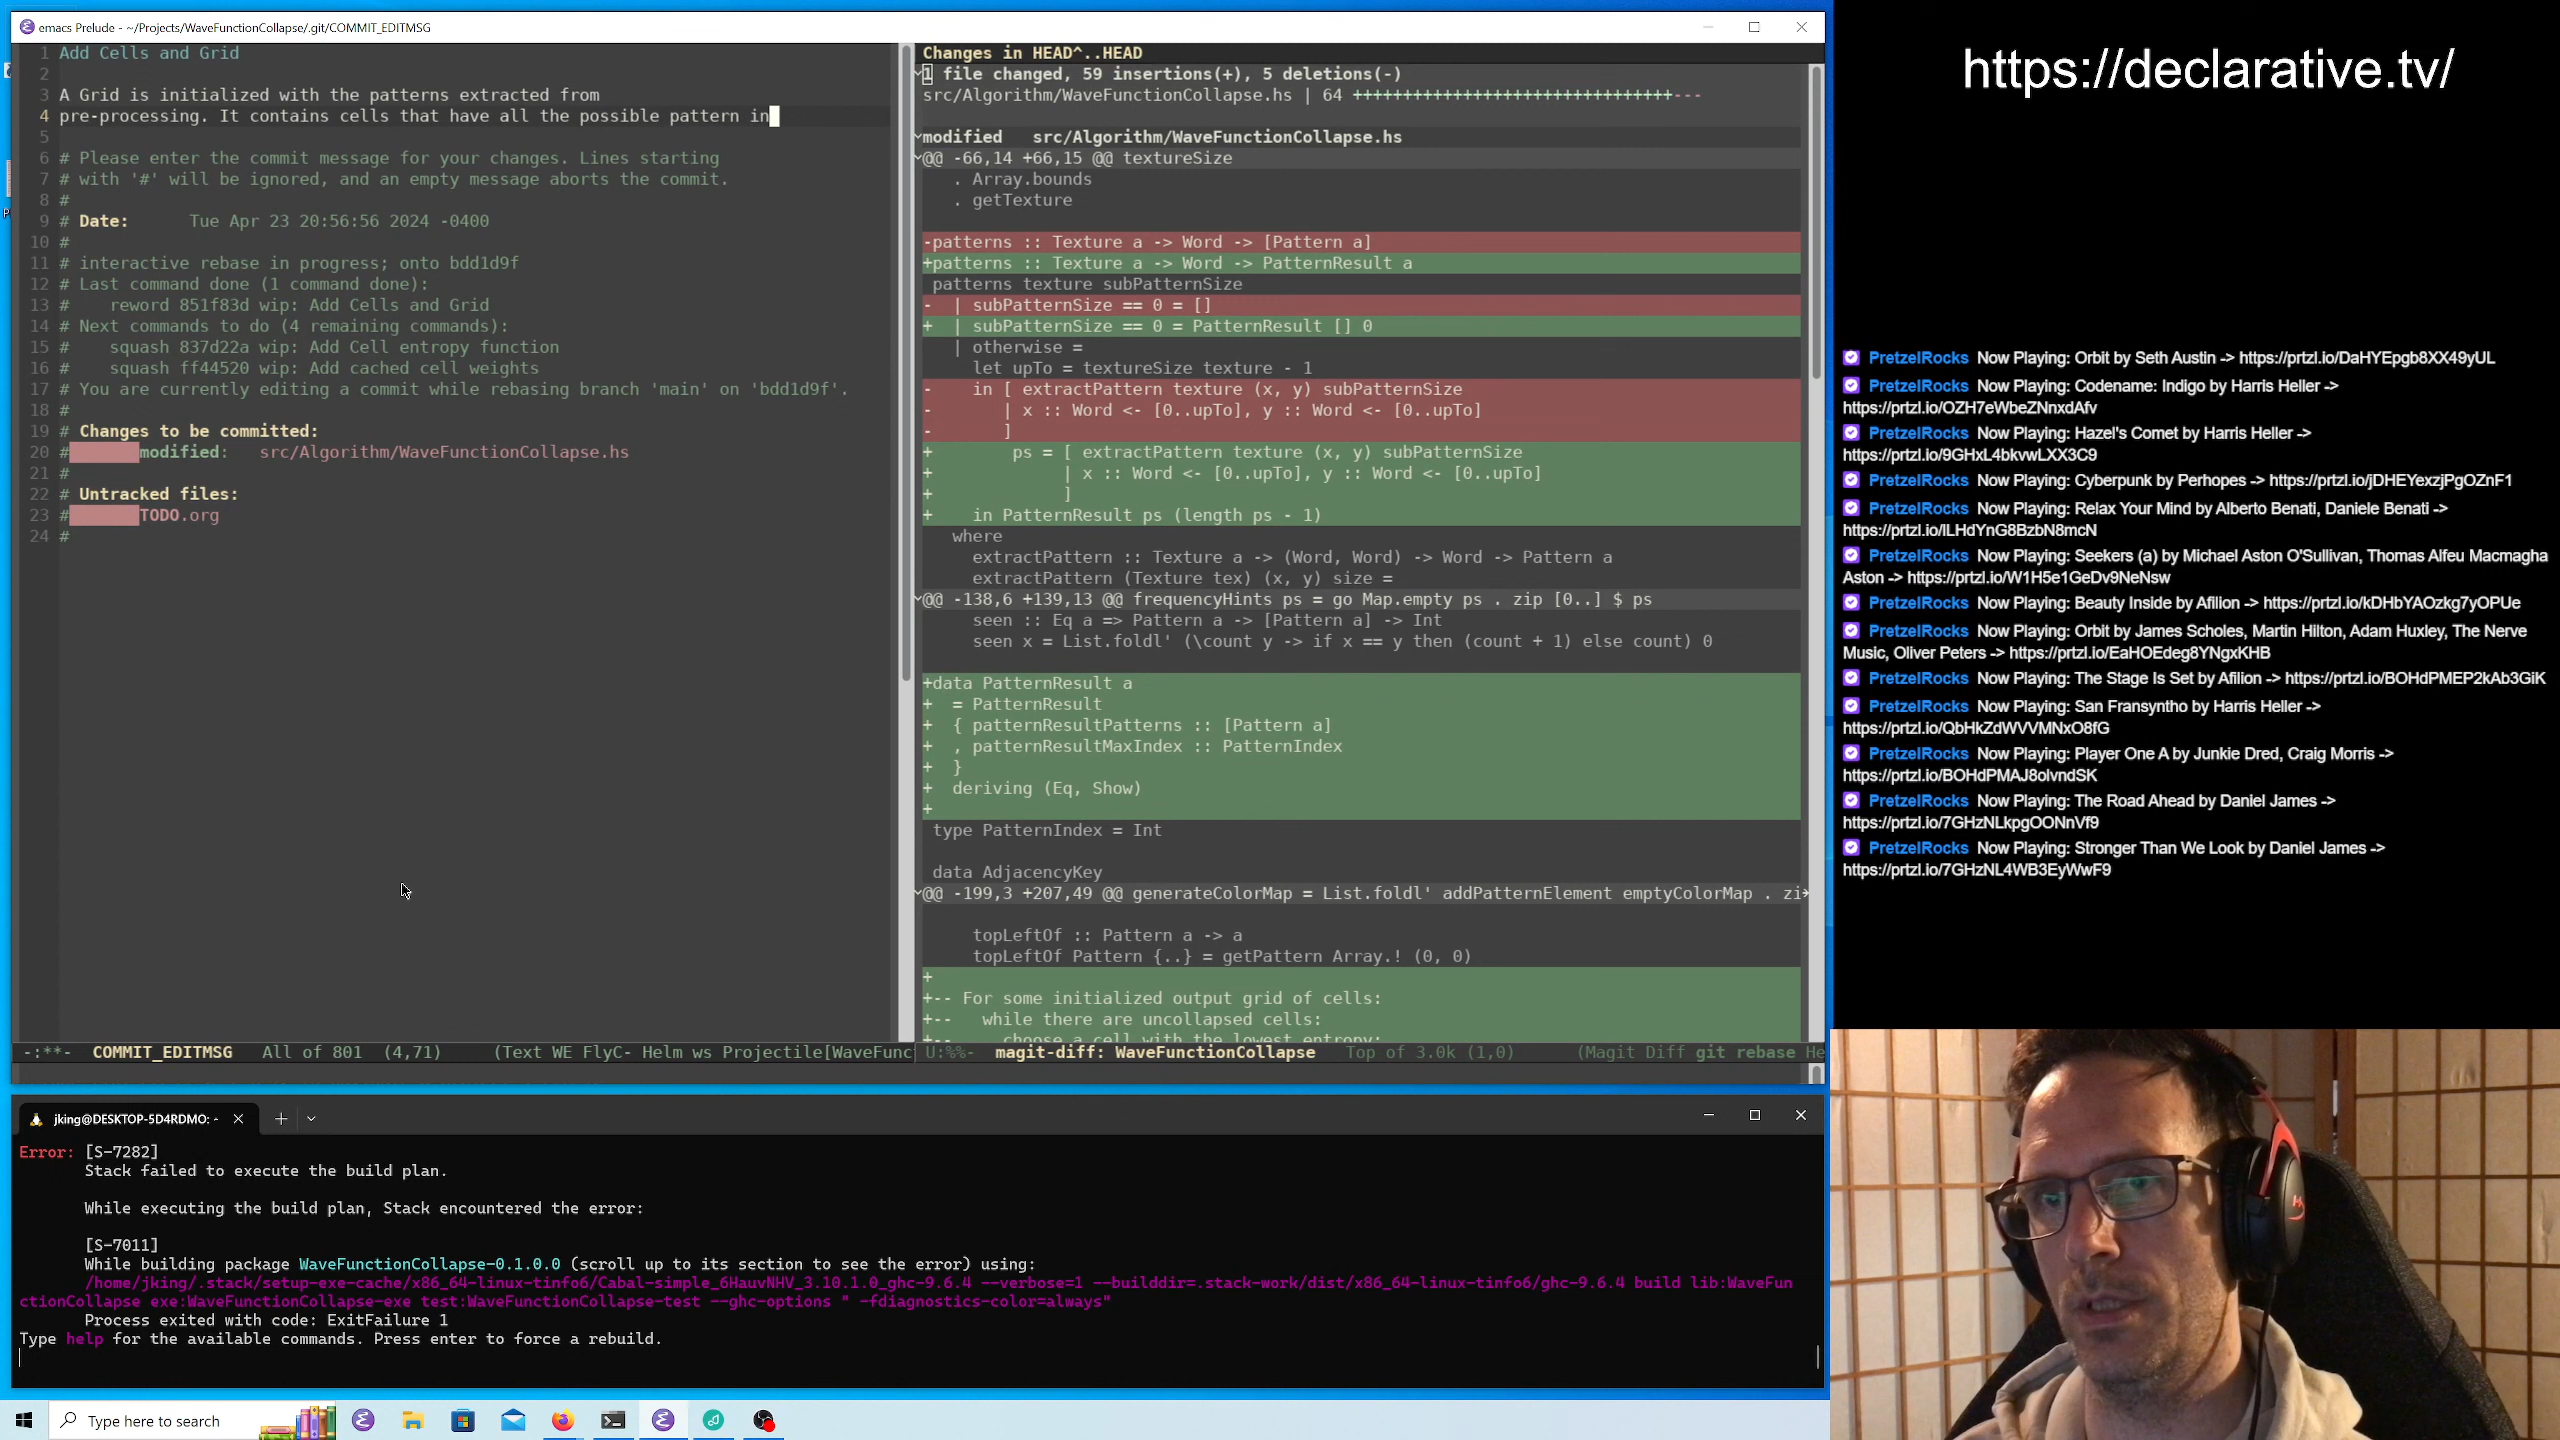 emacs Prelude - ~/Projects/WaveFunctionCollapse/.git/COMMIT_EDITMSG
1 Add Cells and Grid
2
3 A Grid is initialized with the patterns extracted from
4 pre-processing. It contains cells that have all the possible pattern in
5
6 # Please enter the commit message for your changes. Lines starting
7 # with '#' will be ignored, and an empty message aborts the commit.
8 #
9 # Date:      Tue Apr 23 20:56:56 2024 -0400
10 #
11 # interactive rebase in progress; onto bdd1d9f
12 # Last command done (1 command done):
13 #    reword 851f83d wip: Add Cells and Grid
14 # Next commands to do (4 remaining commands):
15 #    squash 837d22a wip: Add Cell entropy function
16 #    squash ff44520 wip: Add cached cell weights
17 # You are currently editing a commit while rebasing branch 'main' on 'bdd1d9f'.
18 #
19 # Changes to be committed:
20 #       modified:   src/Algorithm/WaveFunctionCollapse.hs
21 #
22 # Untracked files:
23 #       TODO.org
24 #
-:**-  COMMIT_EDITMSG   All of 801  (4,71)     (Text WE FlyC- Helm ws Projectile[WaveFunc
Changes in HEAD^..HEAD
1 file changed, 59 insertions(+), 5 deletions(-)
src/Algorithm/WaveFunctionCollapse.hs | 64 ++++++++++++++++++++++++++++++++---
modified   src/Algorithm/WaveFunctionCollapse.hs
@@ -66,14 +66,15 @@ textureSize
   . Array.bounds
   . getTexture
-patterns :: Texture a -> Word -> [Pattern a]
+patterns :: Texture a -> Word -> PatternResult a
 patterns texture subPatternSize
-  | subPatternSize == 0 = []
+  | subPatternSize == 0 = PatternResult [] 0
   | otherwise =
     let upTo = textureSize texture - 1
-    in [ extractPattern texture (x, y) subPatternSize
-       | x :: Word <- [0..upTo], y :: Word <- [0..upTo]
-       ]
+        ps = [ extractPattern texture (x, y) subPatternSize
+             | x :: Word <- [0..upTo], y :: Word <- [0..upTo]
+             ]
+    in PatternResult ps (length ps - 1)
   where
     extractPattern :: Texture a -> (Word, Word) -> Word -> Pattern a
     extractPattern (Texture tex) (x, y) size =
@@ -138,6 +139,13 @@ frequencyHints ps = go Map.empty ps . zip [0..] $ ps
     seen :: Eq a => Pattern a -> [Pattern a] -> Int
     seen x = List.foldl' (\count y -> if x == y then (count + 1) else count) 0
+data PatternResult a
+  = PatternResult
+  { patternResultPatterns :: [Pattern a]
+  , patternResultMaxIndex :: PatternIndex
+  }
+  deriving (Eq, Show)
+
 type PatternIndex = Int
 data AdjacencyKey
@@ -199,3 +207,49 @@ generateColorMap = List.foldl' addPatternElement emptyColorMap . zi
     topLeftOf :: Pattern a -> a
     topLeftOf Pattern {..} = getPattern Array.! (0, 0)
+
+-- For some initialized output grid of cells:
+--   while there are uncollapsed cells:
+--     choose a cell with the lowest entropy:
U:%%-  magit-diff: WaveFunctionCollapse   Top of 3.0k (1,0)      (Magit Diff git rebase He
jking@DESKTOP-5D4RDMO: -
Error: [S-7282]
Stack failed to execute the build plan.
While executing the build plan, Stack encountered the error:
[S-7011]
While building package WaveFunctionCollapse-0.1.0.0 (scroll up to its section to see the error) using:
/home/jking/.stack/setup-exe-cache/x86_64-linux-tinfo6/Cabal-simple_6HauvNHV_3.10.1.0_ghc-9.6.4 --verbose=1 --builddir=.stack-work/dist/x86_64-linux-tinfo6/ghc-9.6.4 build lib:WaveFun
ctionCollapse exe:WaveFunctionCollapse-exe test:WaveFunctionCollapse-test --ghc-options " -fdiagnostics-color=always"
Process exited with code: ExitFailure 1
Type help for the available commands. Press enter to force a rebuild.
Type here to search
https://declarative.tv/
PretzelRocks Now Playing: Orbit by Seth Austin -> https://prtzl.io/DaHYEpgb8XX49yUL
PretzelRocks Now Playing: Codename: Indigo by Harris Heller ->
https://prtzl.io/OZH7eWbeZNnxdAfv
PretzelRocks Now Playing: Hazel's Comet by Harris Heller ->
https://prtzl.io/9GHxL4bkvwLXX3C9
PretzelRocks Now Playing: Cyberpunk by Perhopes -> https://prtzl.io/jDHEYexzjPgOZnF1
PretzelRocks Now Playing: Relax Your Mind by Alberto Benati, Daniele Benati ->
https://prtzl.io/lLHdYnG8BzbN8mcN
PretzelRocks Now Playing: Seekers (a) by Michael Aston O'Sullivan, Thomas Alfeu Macmagha
Aston -> https://prtzl.io/W1H5e1GeDv9NeNsw
PretzelRocks Now Playing: Beauty Inside by Afilion -> https://prtzl.io/kDHbYAOzkg7yOPUe
PretzelRocks Now Playing: Orbit by James Scholes, Martin Hilton, Adam Huxley, The Nerve
Music, Oliver Peters -> https://prtzl.io/EaHOEdeg8YNgxKHB
PretzelRocks Now Playing: The Stage Is Set by Afilion -> https://prtzl.io/BOHdPMEP2kAb3GiK
PretzelRocks Now Playing: San Fransyntho by Harris Heller ->
https://prtzl.io/QbHkZdWVVMNxO8fG
PretzelRocks Now Playing: Player One A by Junkie Dred, Craig Morris ->
https://prtzl.io/BOHdPMAJ8olvndSK
PretzelRocks Now Playing: The Road Ahead by Daniel James ->
https://prtzl.io/7GHzNLkpgOONnVf9
PretzelRocks Now Playing: Stronger Than We Look by Daniel James ->
https://prtzl.io/7GHzNL4WB3EyWwF9